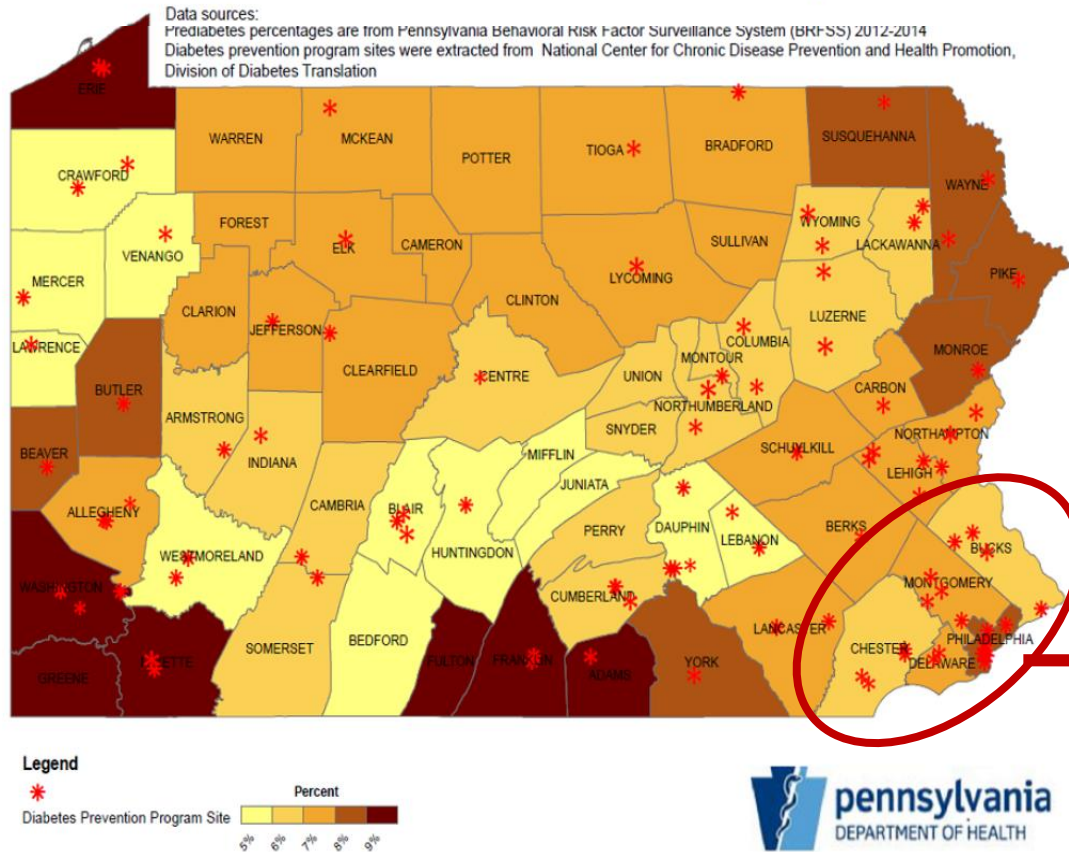 Data sources:
Prediabetes percentages are from Pennsylvania Behavioral Risk Factor Surveillance System (BRFSS) 2012-2014
Diabetes prevention program sites were extracted from National Center for Chronic Disease Prevention and Health Promotion,
Division of Diabetes Translation
ERIE
CRAWFORD
WARREN
MCKEAN
POTTER
TIOGA
BRADFORD
SUSQUEHANNA
WAYNE
FOREST
VENANGO
ELK
CAMERON
SULLIVAN
WYOMING
LACKAWANNA
MERCER
CLARION
JEFFERSON
CLINTON
LYCOMING
LUZERNE
PIKE
LAWRENCE
BUTLER
CLEARFIELD
CENTRE
UNION
MONTOUR
COLUMBIA
MONROE
CARBON
ARMSTRONG
NORTHUMBERLAND
SNYDER
BEAVER
INDIANA
MIFFLIN
SCHUYLKILL
NORTHAMPTON
LEHIGH
ALLEGHENY
CAMBRIA
BLAIR
JUNIATA
PERRY
DAUPHIN
LEBANON
BERKS
BUCKS
WESTMORELAND
HUNTINGDON
WASHINGTON
CUMBERLAND
MONTGOMERY
LANCASTER
PHILADELPHIA
SOMERSET
BEDFORD
CHESTER
DELAWARE
GREENE
FAYETTE
FULTON
FRANKLIN
ADAMS
YORK
Legend
Percent
Diabetes Prevention Program Site
5% 6% 7% 8% 9%
pennsylvania
DEPARTMENT OF HEALTH